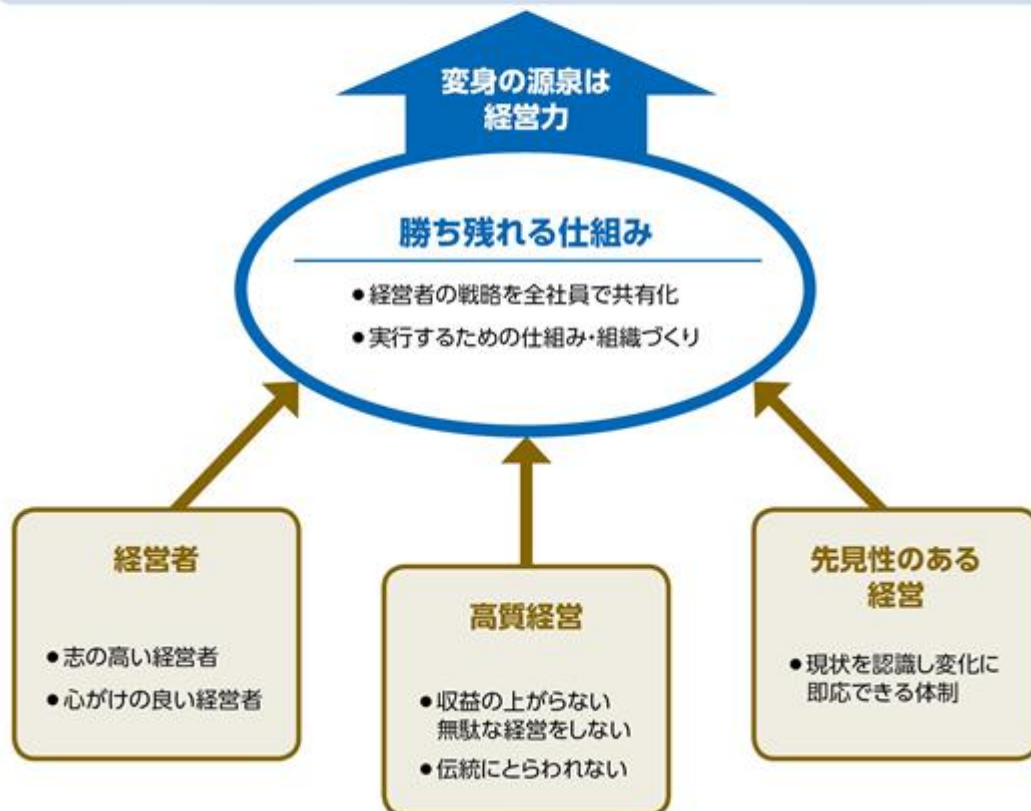 変身の源泉は
経営力
勝ち残れる仕組み
●経営者の戦略を全社員で共有化
●実行するための仕組み・組織づくり
経営者
●志の高い経営者
●心がけの良い経営者
高質経営
●収益の上がらない
無駄な経営をしない
●伝統にとらわれない
先見性のある
経営
●現状を認識し変化に
即応できる体制